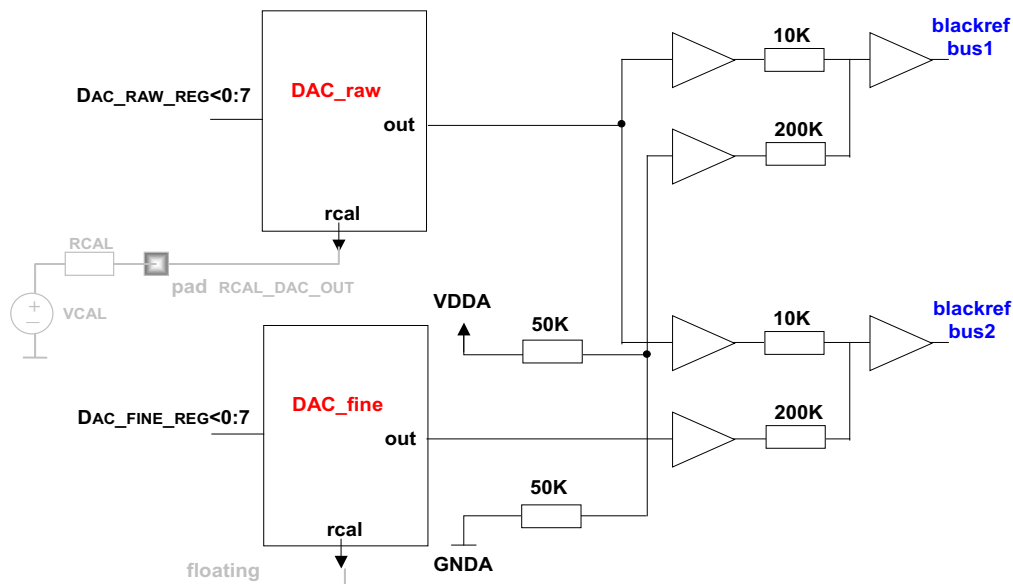 blackref
bus1
10K
DAC_RAW_REG<0:7
DAC_raw
out
200K
rcal
RCAL
pad RCAL_DAC_OUT
VCAL
VDDA
50K
10K
blackref
bus2
DAC_FINE_REG<0:7
DAC_fine
out
200K
50K
rcal
GNDA
floating